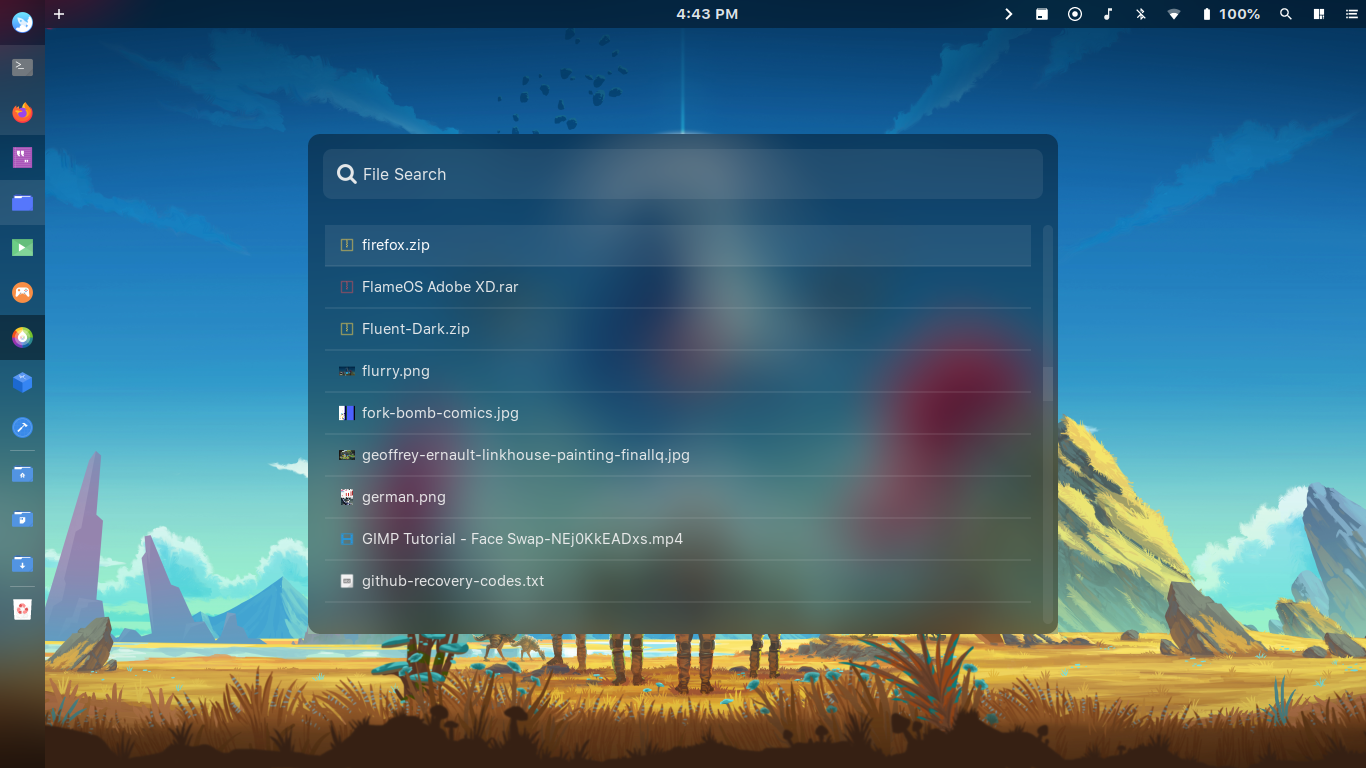 4:43 PM
100%
File Search
firefox.zip
FlameOS Adobe XD.rar
Fluent-Dark.zip
flurry.png
fork-bomb-comics.jpg
geoffrey-ernault-linkhouse-painting-finallq.jpg
german.png
GIMP Tutorial - Face Swap-NEj0KkEADxs.mp4
github-recovery-codes.txt